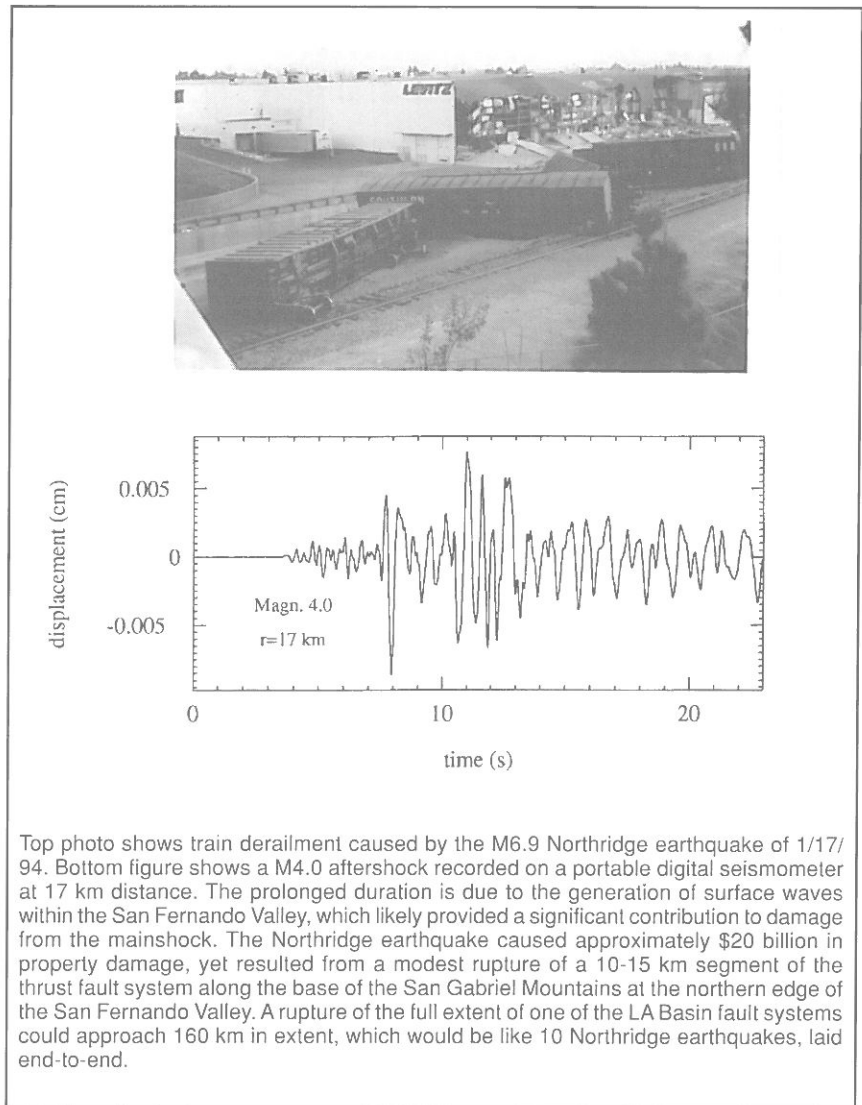 LEVITZ
SOUTHERN
0.005
0
-0.005
displacement (cm)
Magn. 4.0
r=17 km
0
10
20
time (s)
Top photo shows train derailment caused by the M6.9 Northridge earthquake of 1/17/
94. Bottom figure shows a M4.0 aftershock recorded on a portable digital seismometer
at 17 km distance. The prolonged duration is due to the generation of surface waves
within the San Fernando Valley, which likely provided a significant contribution to damage
from the mainshock. The Northridge earthquake caused approximately $20 billion in
property damage, yet resulted from a modest rupture of a 10-15 km segment of the
thrust fault system along the base of the San Gabriel Mountains at the northern edge of
the San Fernando Valley. A rupture of the full extent of one of the LA Basin fault systems
could approach 160 km in extent, which would be like 10 Northridge earthquakes, laid
end-to-end.